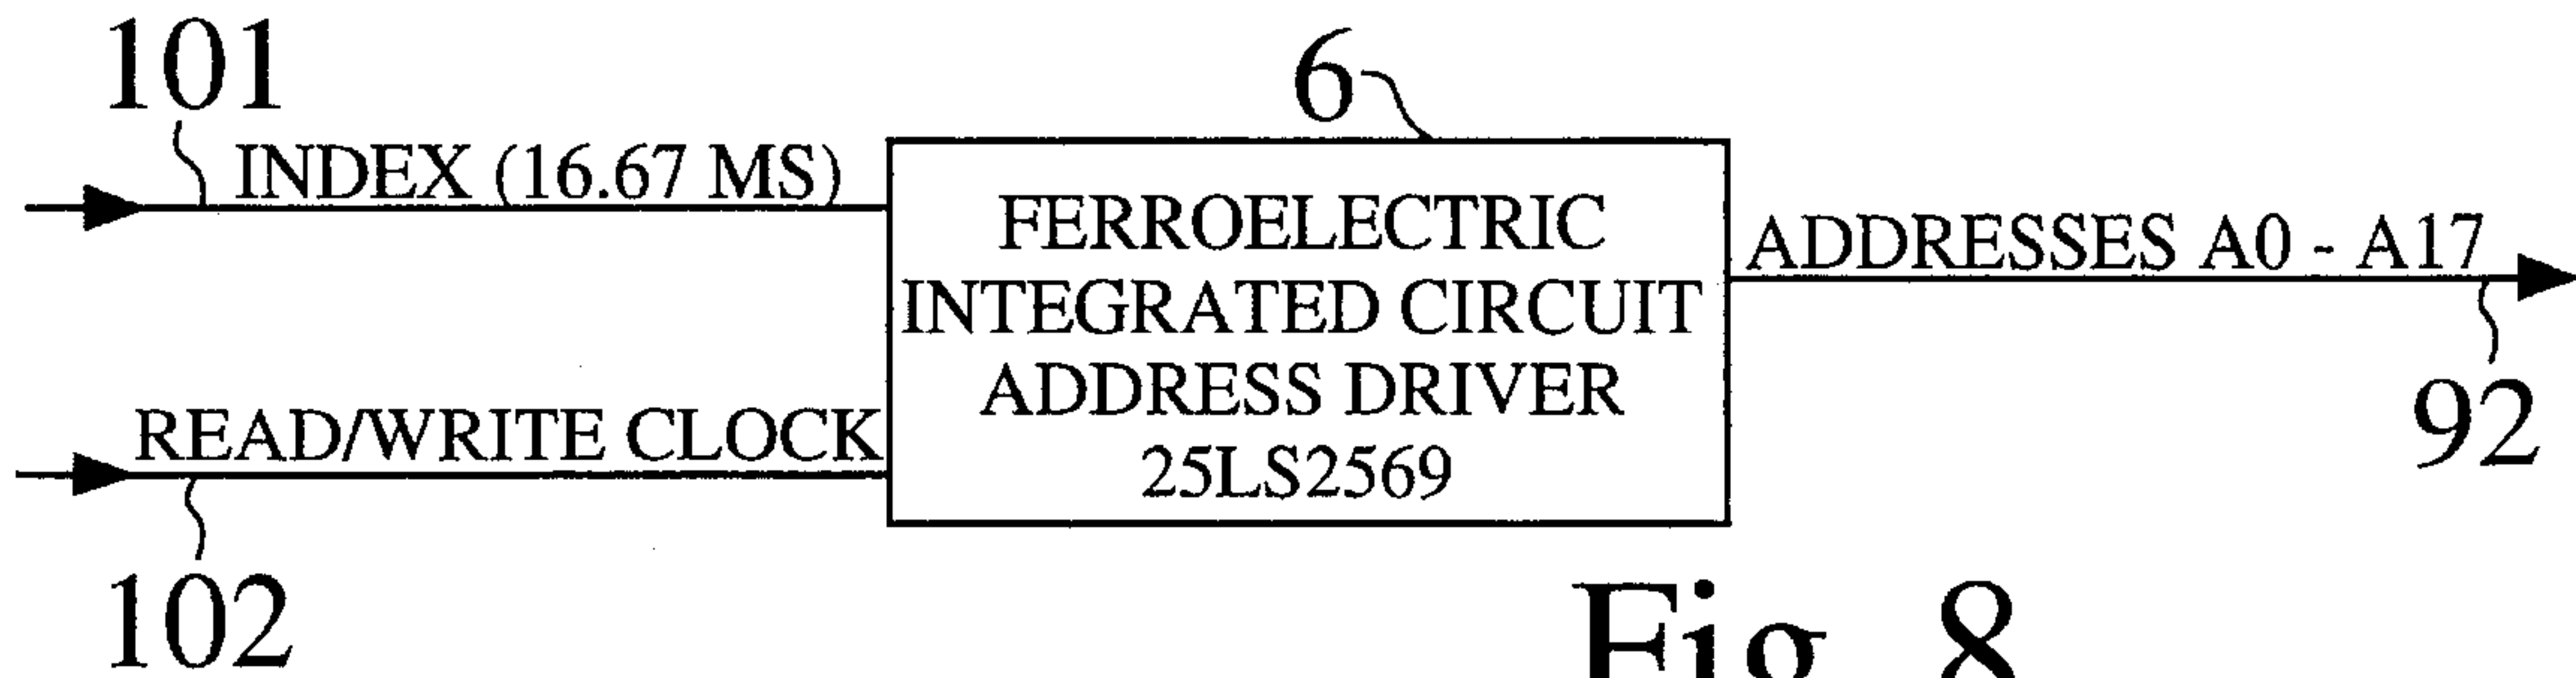 101
6
INDEX (16.67 MS)
FERROELECTRIC
INTEGRATED CIRCUIT
ADDRESS DRIVER
25LS2569
ADDRESSES A0 - A17
READ/WRITE CLOCK
92
102
Fig. 8